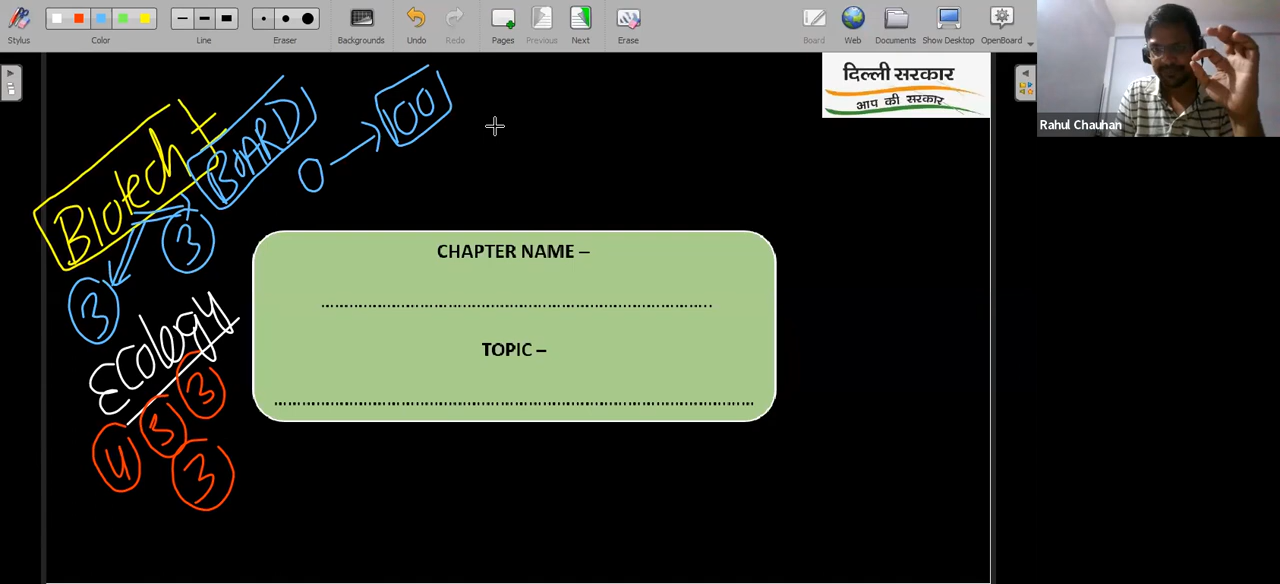 Stylus
Color
Line
Eraser
Backgrounds
Undo
Redo
Pages
Previous
Next
Erase
Board
Web
Documents
Show Desktop
OpenBoard
दिल्ली सरकार
आप की सरकार
Rahul Chauhan
Biotech +
BOARD
0 → 100
3
3
Ecology
3
5
4
3
CHAPTER NAME –
TOPIC –